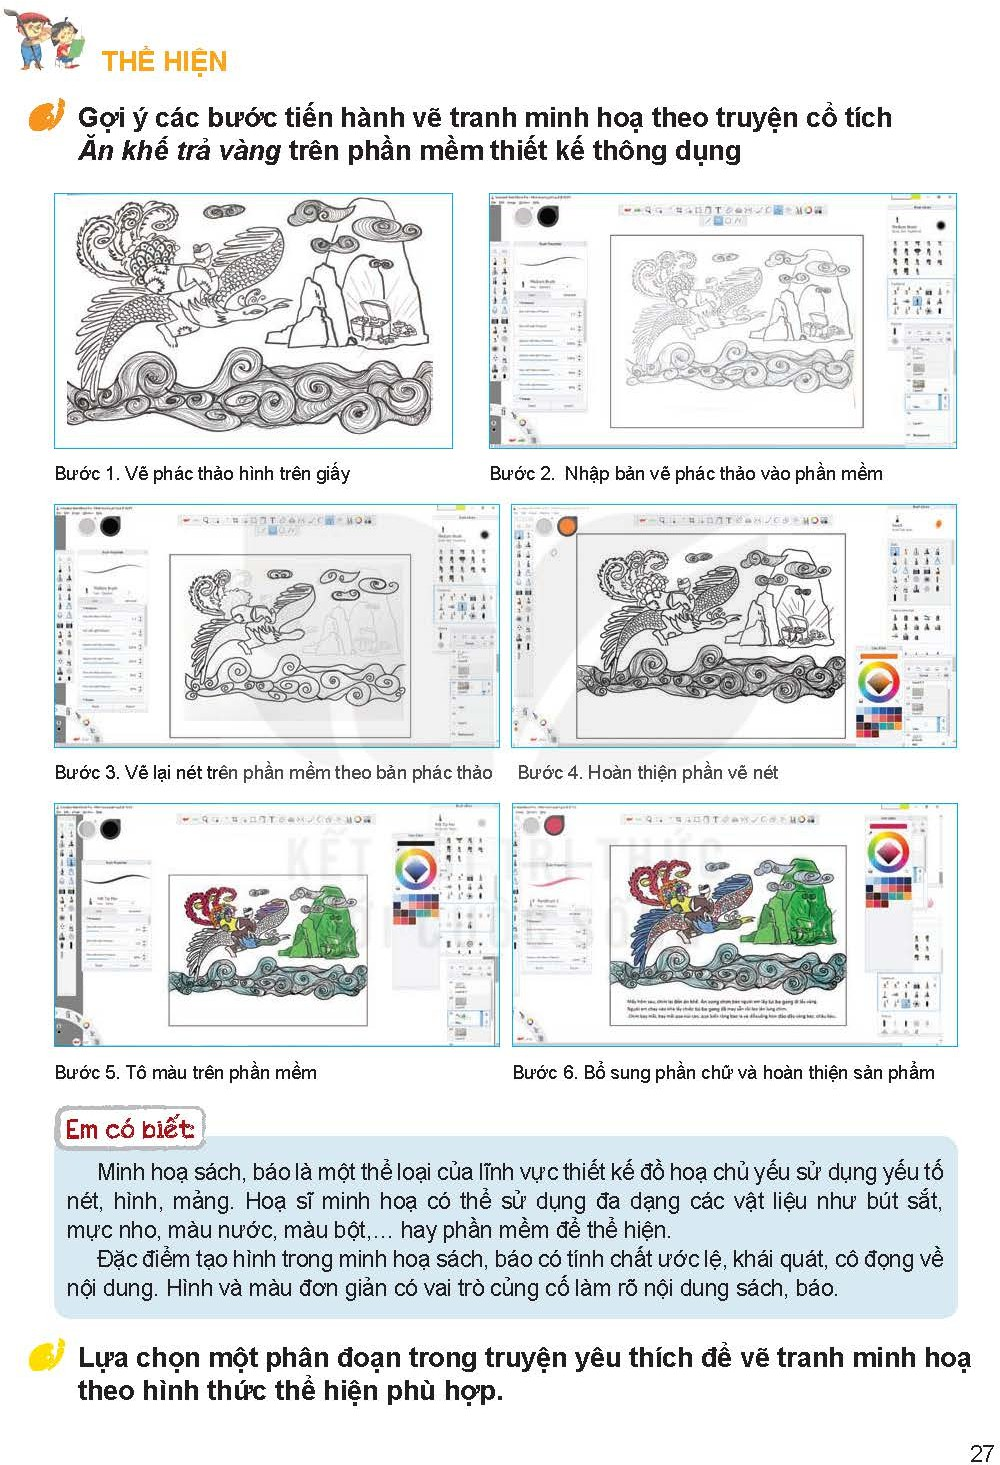 THỂ HIỆN
Gợi ý các bước tiến hành vẽ tranh minh hoạ theo truyện cổ tích
Ăn khế trả vàng trên phần mềm thiết kế thông dụng
Bước 1. Vẽ phác thảo hình trên giấy
Bước 2. Nhập bản vẽ phác thảo vào phần mềm
Bước 3. Vẽ lại nét trên phần mềm theo bản phác thảo
Bước 4. Hoàn thiện phần vẽ nét
KẾT NỐI TRI THỨC
VỚI CUỘC SỐNG
Bước 5. Tô màu trên phần mềm
Bước 6. Bổ sung phần chữ và hoàn thiện sản phẩm
Em có biết:
Minh hoạ sách, báo là một thể loại của lĩnh vực thiết kế đồ hoạ chủ yếu sử dụng yếu tố
nét, hình, mảng. Hoạ sĩ minh hoạ có thể sử dụng đa dạng các vật liệu như bút sắt,
mực nho, màu nước, màu bột,... hay phần mềm để thể hiện.
Đặc điểm tạo hình trong minh hoạ sách, báo có tính chất ước lệ, khái quát, cô đọng về
nội dung. Hình và màu đơn giản có vai trò củng cố làm rõ nội dung sách, báo.
Lựa chọn một phân đoạn trong truyện yêu thích để vẽ tranh minh hoạ
theo hình thức thể hiện phù hợp.
27